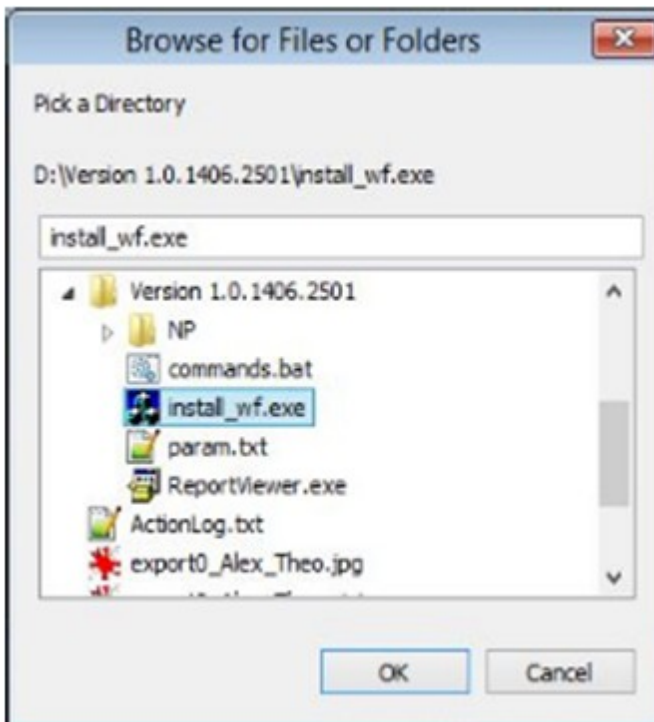 Browse for Files or Folders
Pick a Directory
D:\Version 1.0.1406.2501\install_wf.exe
install_wf.exe
Version 1.0.1406.2501
NP
commands.bat
install_wf.exe
param.txt
ReportViewer.exe
ActionLog.txt
export0_Alex_Theo.jpg
OK Cancel